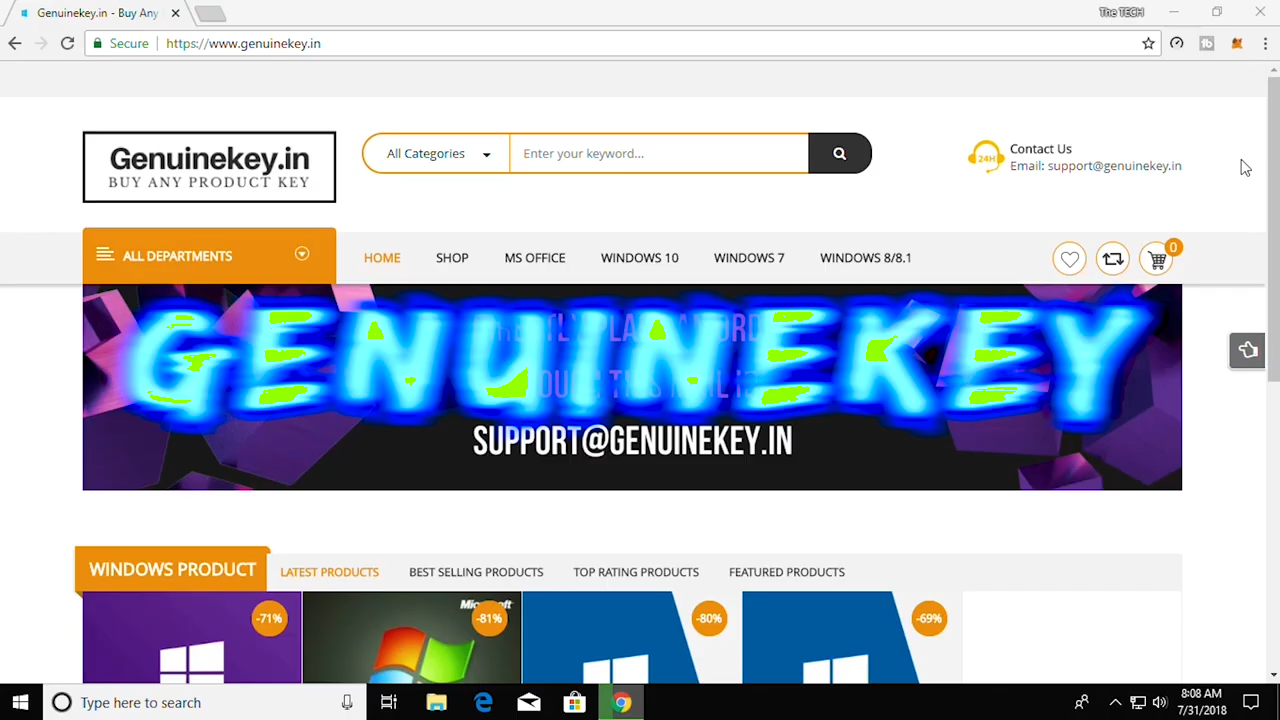 Genuinekey.in - Buy Any
The TECH
Secure
https://www.genuinekey.in
Genuinekey.in
BUY ANY PRODUCT KEY
All Categories
Enter your keyword...
24H
Contact Us
Email: support@genuinekey.in
ALL DEPARTMENTS
HOME
SHOP
MS OFFICE
WINDOWS 10
WINDOWS 7
WINDOWS 8/8.1
0
GENUINEKEY
SUPPORT@GENUINEKEY.IN
WINDOWS PRODUCT
LATEST PRODUCTS
BEST SELLING PRODUCTS
TOP RATING PRODUCTS
FEATURED PRODUCTS
-71%
Microsoft
-81%
-80%
-69%
Type here to search
8:08 AM
7/31/2018